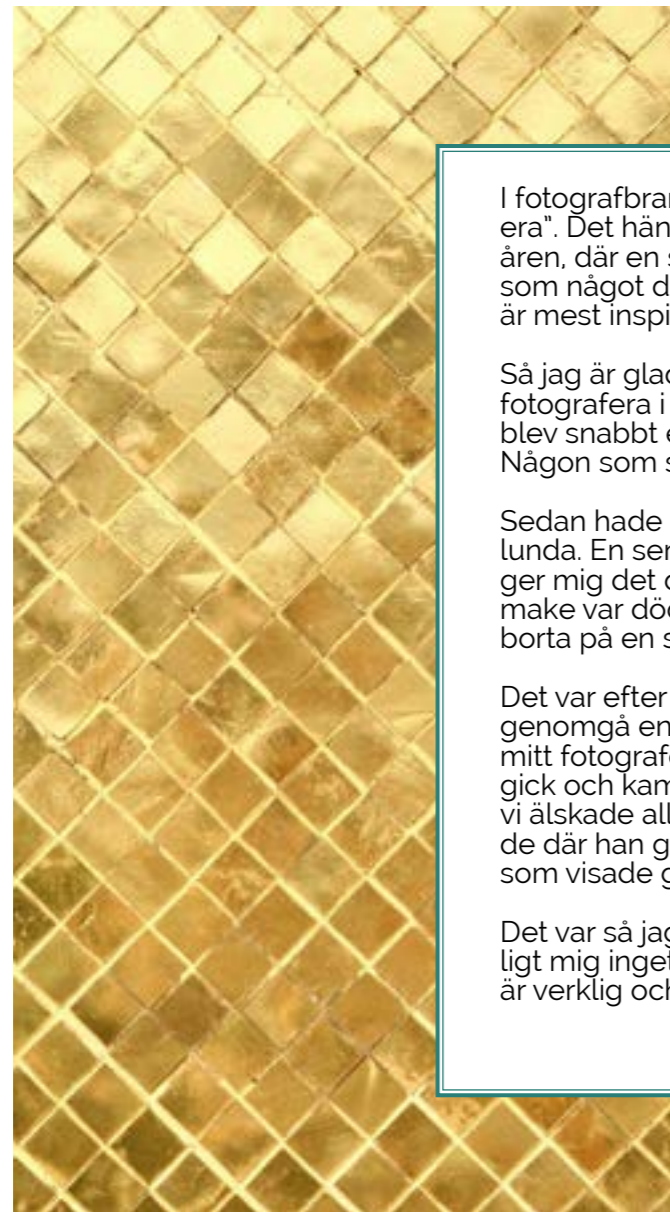 I fotografbran
era”. Det hän
åren, där en s
som något d
är mest inspi
Så jag är glad
fotografera i
blev snabbt e
Någon som s
Sedan hade
lunda. En sen
ger mig det
make var död
borta på en s
Det var efter
genomgå en
mitt fotografe
gick och kam
vi älskade all
de där han g
som visade g
Det var så jag
ligt mig inget
är verklig och